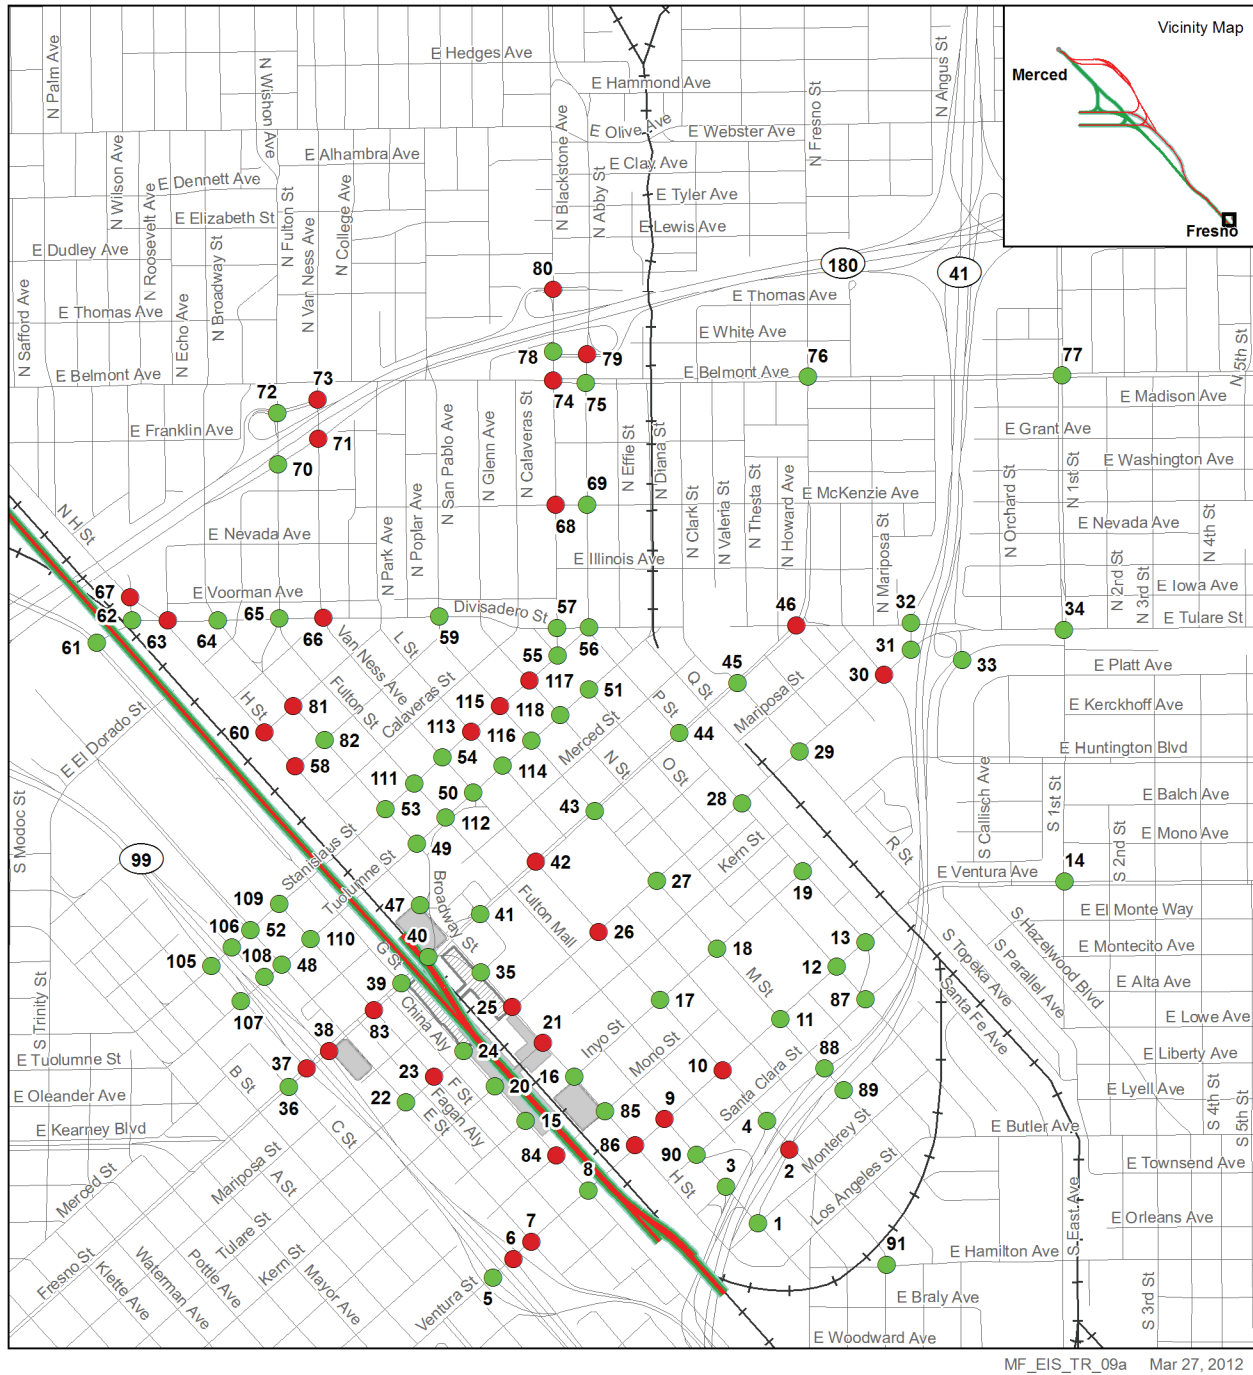 Vicinity Map
Merced
Fresno
N Palm Ave
N Wishon Ave
E Hedges Ave
E Hammond Ave
N Angus St
N Blackstone Ave
E Olive Ave
E Webster Ave
N Fresno St
N Wilson Ave
E Alhambra Ave
E Clay Ave
E Dennett Ave
N Roosevelt Ave
N Fulton St
N College Ave
N Abby St
E Tyler Ave
E Elizabeth St
E Lewis Ave
E Dudley Ave
N Broadway St
N Van Ness Ave
180
41
80
N Safford Ave
E Thomas Ave
N Echo Ave
E Thomas Ave
E White Ave
78
79
76
77
N 5th St
E Belmont Ave
E Belmont Ave
72
73
74
75
E Madison Ave
E Franklin Ave
N San Pablo Ave
N Glenn Ave
N Calaveras St
N Effie St
N Diana St
E Grant Ave
71
70
E Washington Ave
N Thesta St
N Howard Ave
N Orchard St
N 1st St
69
E McKenzie Ave
68
N H St
E Nevada Ave
N Park Ave
N Poplar Ave
N Clark St
N Valeria St
E Nevada Ave
N 4th St
E Illinois Ave
N Mariposa St
N 2nd St
N 3rd St
E Iowa Ave
67
E Voorman Ave
Divisadero St
57
46
32
34
E Tulare St
62
63
64
65
66
59
61
56
55
31
33
30
E Platt Ave
Van Ness Ave
L St
45
Q St
Mariposa St
117
51
E Kerckhoff Ave
H St
81
Fulton St
Calaveras St
115
118
P St
E El Dorado St
60
82
113
116
Merced St
44
E Huntington Blvd
58
54
114
N St
O St
29
S Callisch Ave
S 1st St
S Modoc St
111
50
43
28
E Balch Ave
53
112
E Mono Ave
S 2nd St
99
49
Stanislaus St
Tuolumne St
42
Kern St
R St
E Ventura Ave
14
27
19
109
47
Broadway St
41
Fulton Mall
E El Monte Way
S Hazelwood Blvd
106
52
110
40
26
18
13
S Topeka Ave
S Parallel Ave
E Montecito Ave
105
108
48
G St
35
12
E Alta Ave
39
M St
Santa Fe Ave
S Trinity St
107
China Aly
25
17
87
E Lowe Ave
83
11
38
21
Inyo St
E Tuolumne St
37
24
Mono St
88
E Liberty Ave
B St
23
16
10
Santa Clara St
E Oleander Ave
36
22
F St
20
89
E Lyell Ave
S 4th St
S 5th St
Fagan Aly
E St
85
9
E Kearney Blvd
C St
15
4
Monterey St
E Butler Ave
86
Mariposa St
84
90
2
E Townsend Ave
Merced St
A St
8
3
Los Angeles St
H St
S East Ave
E Orleans Ave
Tulare St
7
1
6
E Hamilton Ave
Fresno St
Klette Ave
Waterman Ave
Pottle Ave
Kern St
Mayor Ave
Ventura St
5
91
E Braly Ave
S 3rd St
E Woodward Ave
MF_EIS_TR_09a Mar 27, 2012